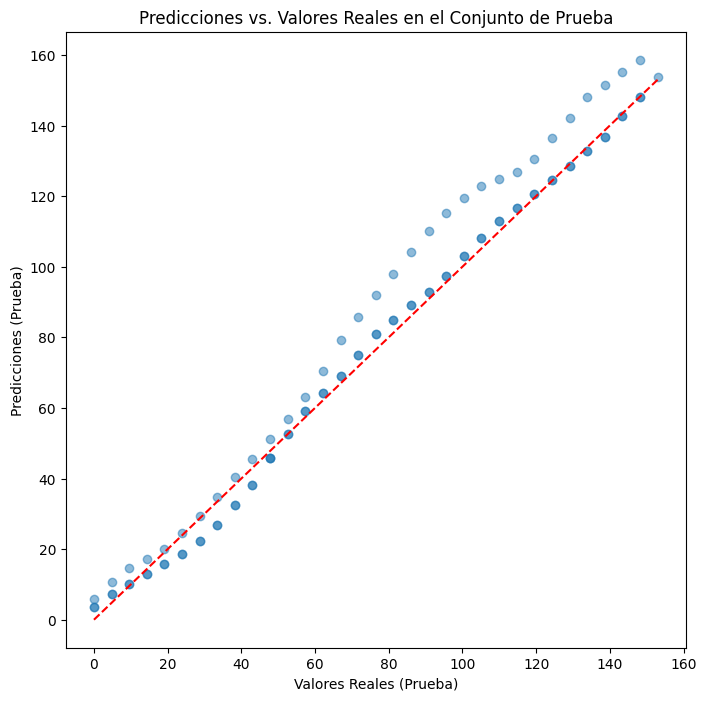 Predicciones vs. Valores Reales en el Conjunto de Prueba
160
140
120
100
80
60
40
20
0
Predicciones (Prueba)
0 20 40 60 80 100 120 140 160
Valores Reales (Prueba)